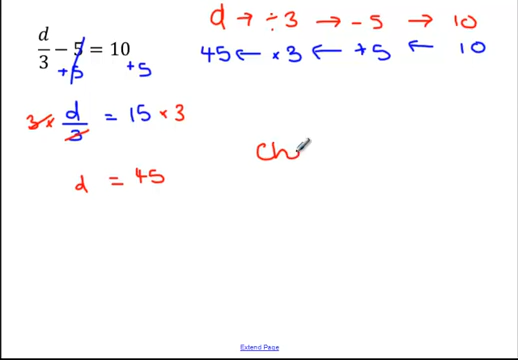 d/3 - 5 = 10
+5 +5
d → ÷3 → -5 → 10
45 ← ×3 ← +5 ← 10
3 × d/3 = 15 × 3
d = 45
Ch
Extend Page